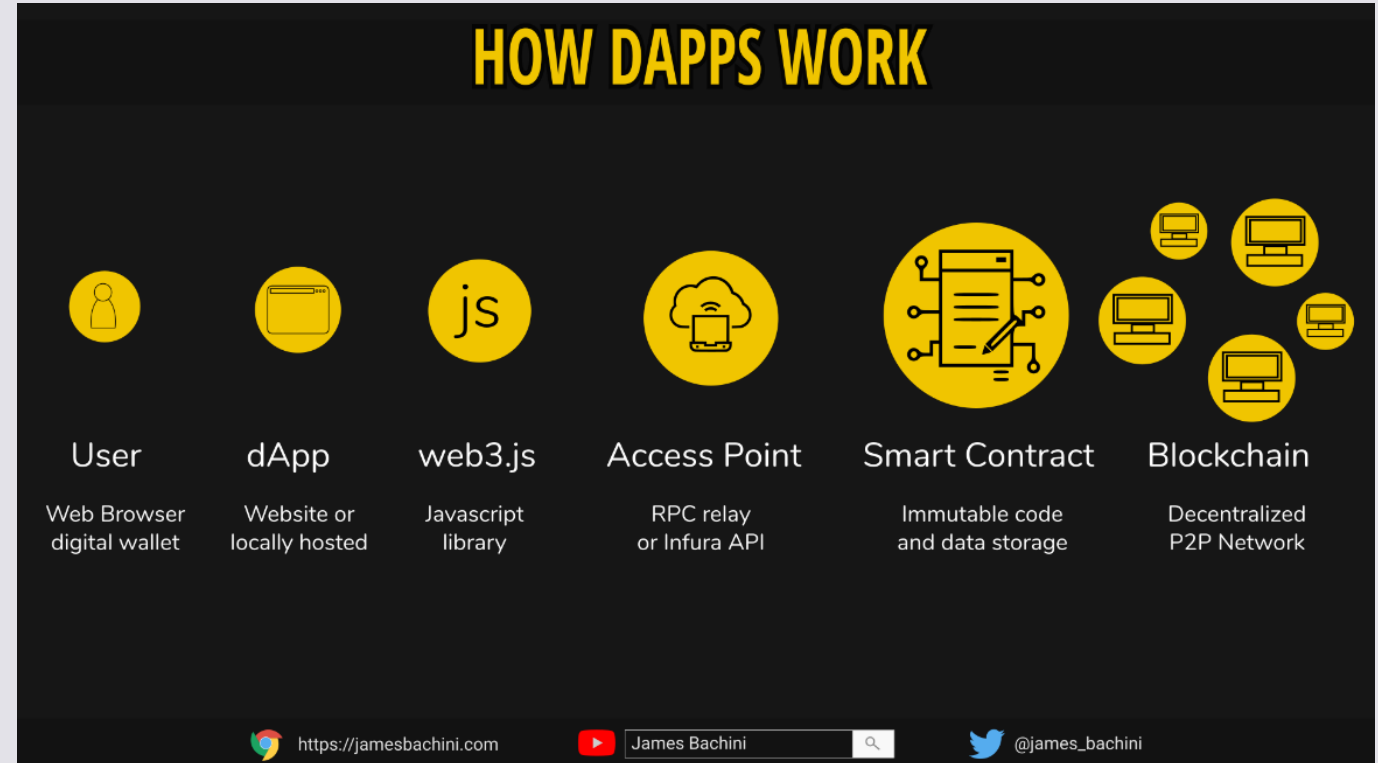 HOW DAPPS WORK
js
User
Web Browser
digital wallet
dApp
Website or
locally hosted
web3.js
Javascript
library
Access Point
RPC relay
or Infura API
Smart Contract
Immutable code
and data storage
Blockchain
Decentralized
P2P Network
https://jamesbachini.com
James Bachini
@james_bachini